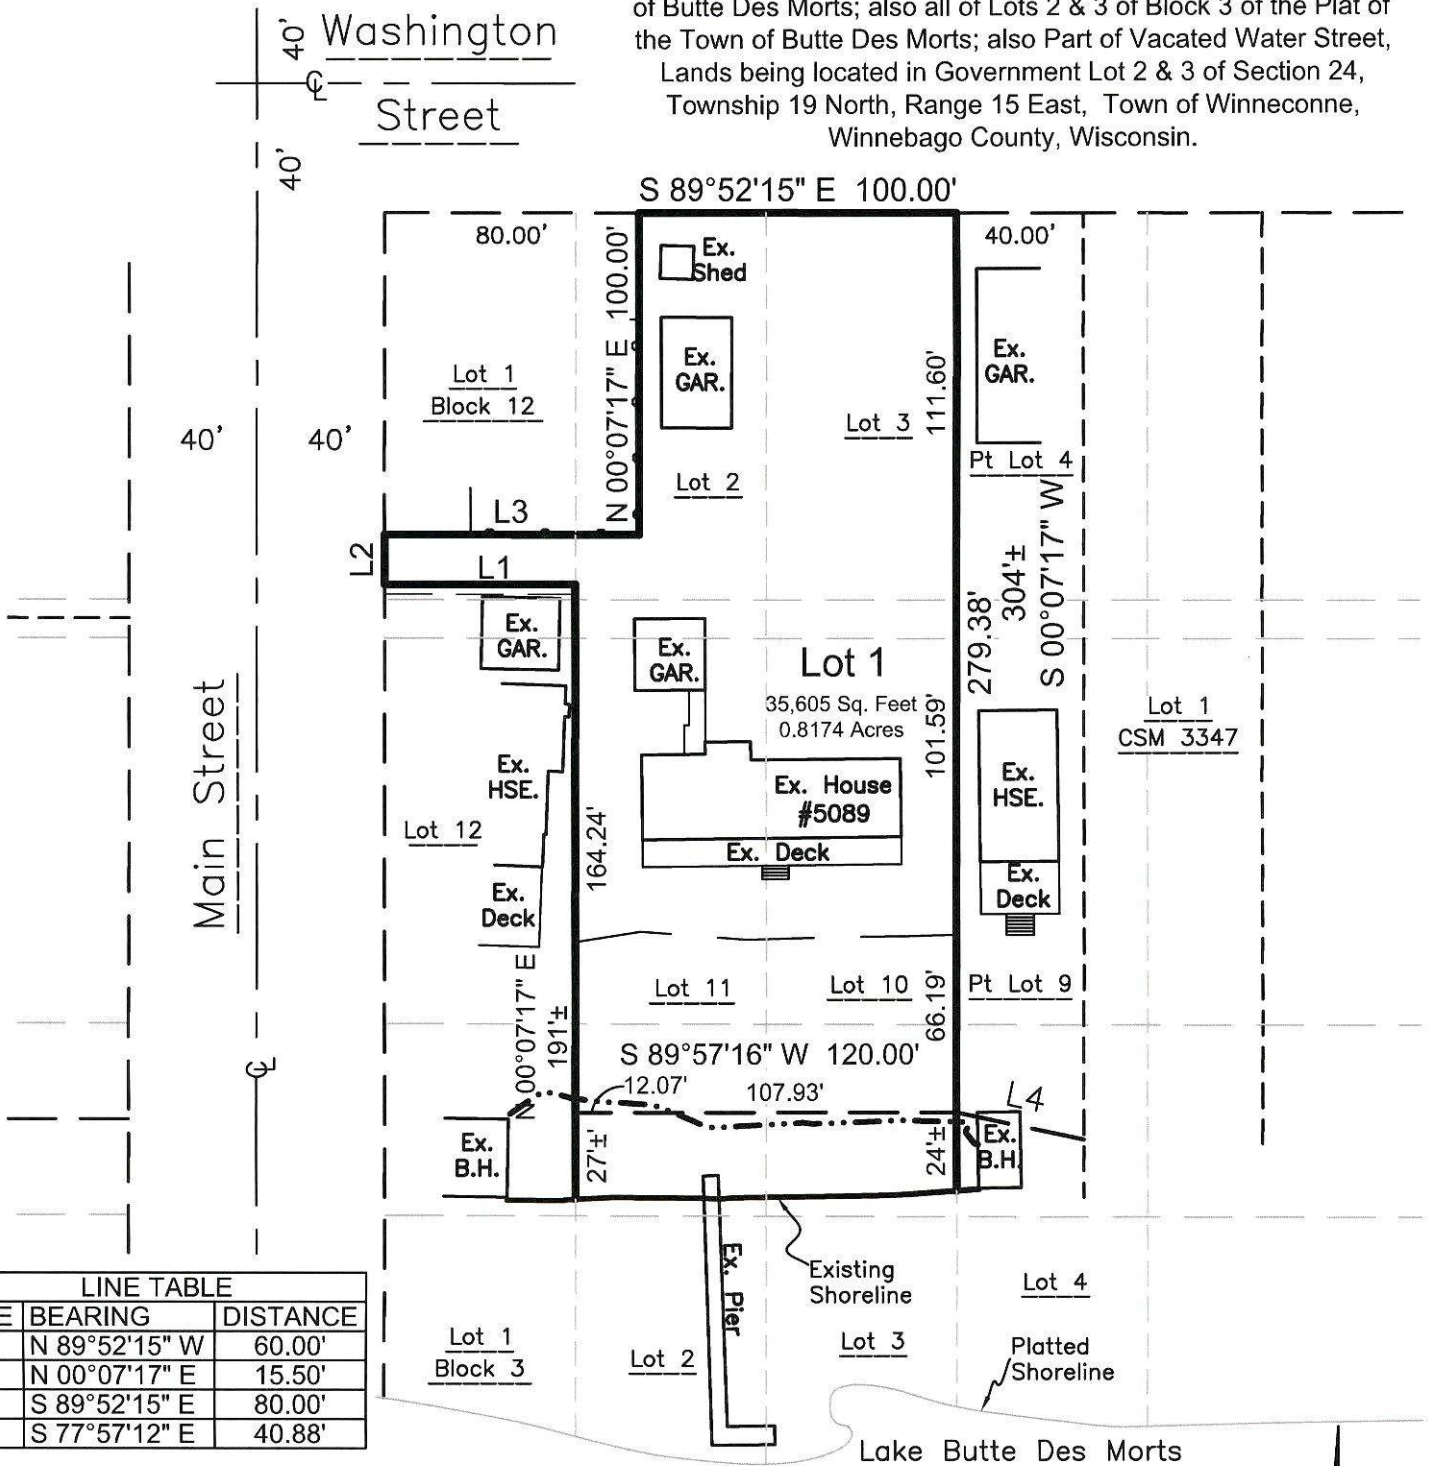 of Butte Des Morts; also all of Lots 2 & 3 of Block 3 of the Plat of
the Town of Butte Des Morts; also Part of Vacated Water Street,
Lands being located in Government Lot 2 & 3 of Section 24,
Township 19 North, Range 15 East, Town of Winneconne,
Winnebago County, Wisconsin.
40'
Washington
Street
40'
S 89°52'15" E 100.00'
80.00'
40.00'
N 00°07'17" E 100.00'
Ex.
Shed
Ex.
GAR.
Ex.
GAR.
Lot 1
Block 12
111.60'
Lot 3
40'
40'
Pt Lot 4
Lot 2
L3
L2
L1
304'±
S 00°07'17" W
279.38'
Ex.
GAR.
Ex.
GAR.
Lot 1
35,605 Sq. Feet
0.8174 Acres
101.59'
Lot 1
CSM 3347
Main Street
Ex.
HSE.
Ex. House
#5089
Ex.
HSE.
Lot 12
164.24'
Ex. Deck
Ex.
Deck
Ex.
Deck
N 00°07'17" E
191'±
Lot 11
Lot 10
66.19'
Pt Lot 9
S 89°57'16" W 120.00'
℄
℄
12.07'
107.93'
L4
Ex.
B.H.
27'±
24'±
Ex.
B.H.
Ex. Pier
Existing
Shoreline
Lot 4
LINE TABLE
E BEARING DISTANCE
N 89°52'15" W 60.00'
N 00°07'17" E 15.50'
S 89°52'15" E 80.00'
S 77°57'12" E 40.88'
Lot 1
Block 3
Lot 2
Lot 3
Platted
Shoreline
Lake Butte Des Morts